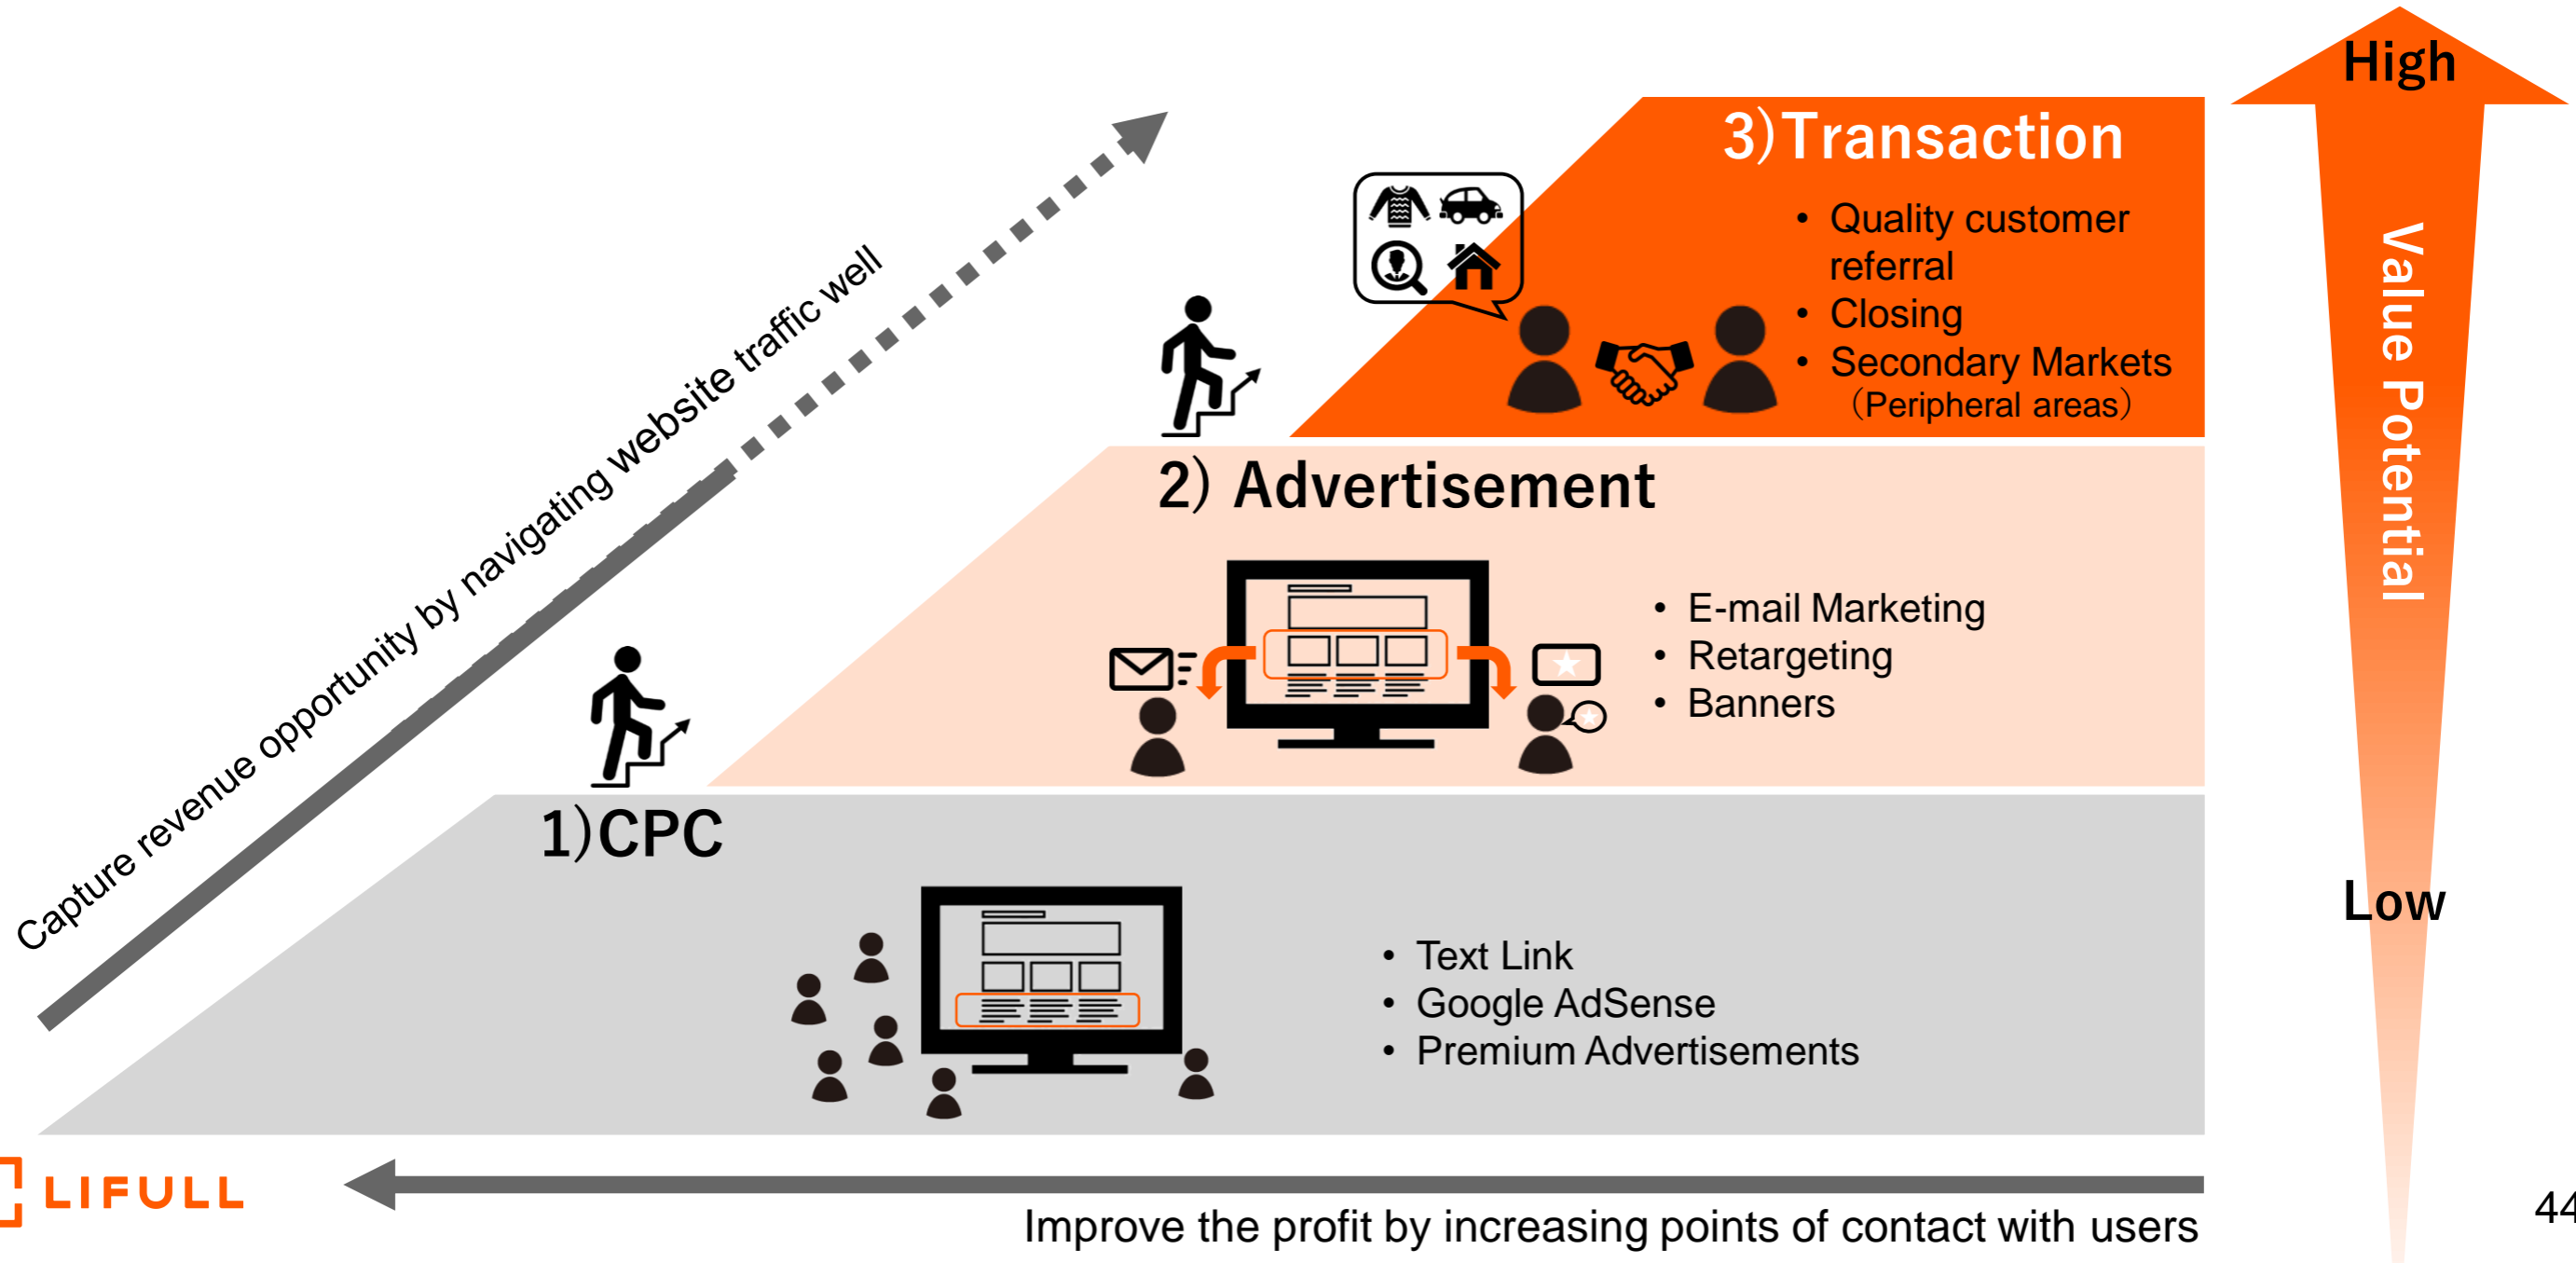 High
3)Transaction
• Quality customer
referral
• Closing
• Secondary Markets
（Peripheral areas）
Value Potential
Capture revenue opportunity by navigating website traffic well
2) Advertisement
• E-mail Marketing
• Retargeting
• Banners
1)CPC
Low
• Text Link
• Google AdSense
• Premium Advertisements
LIFULL
Improve the profit by increasing points of contact with users
44